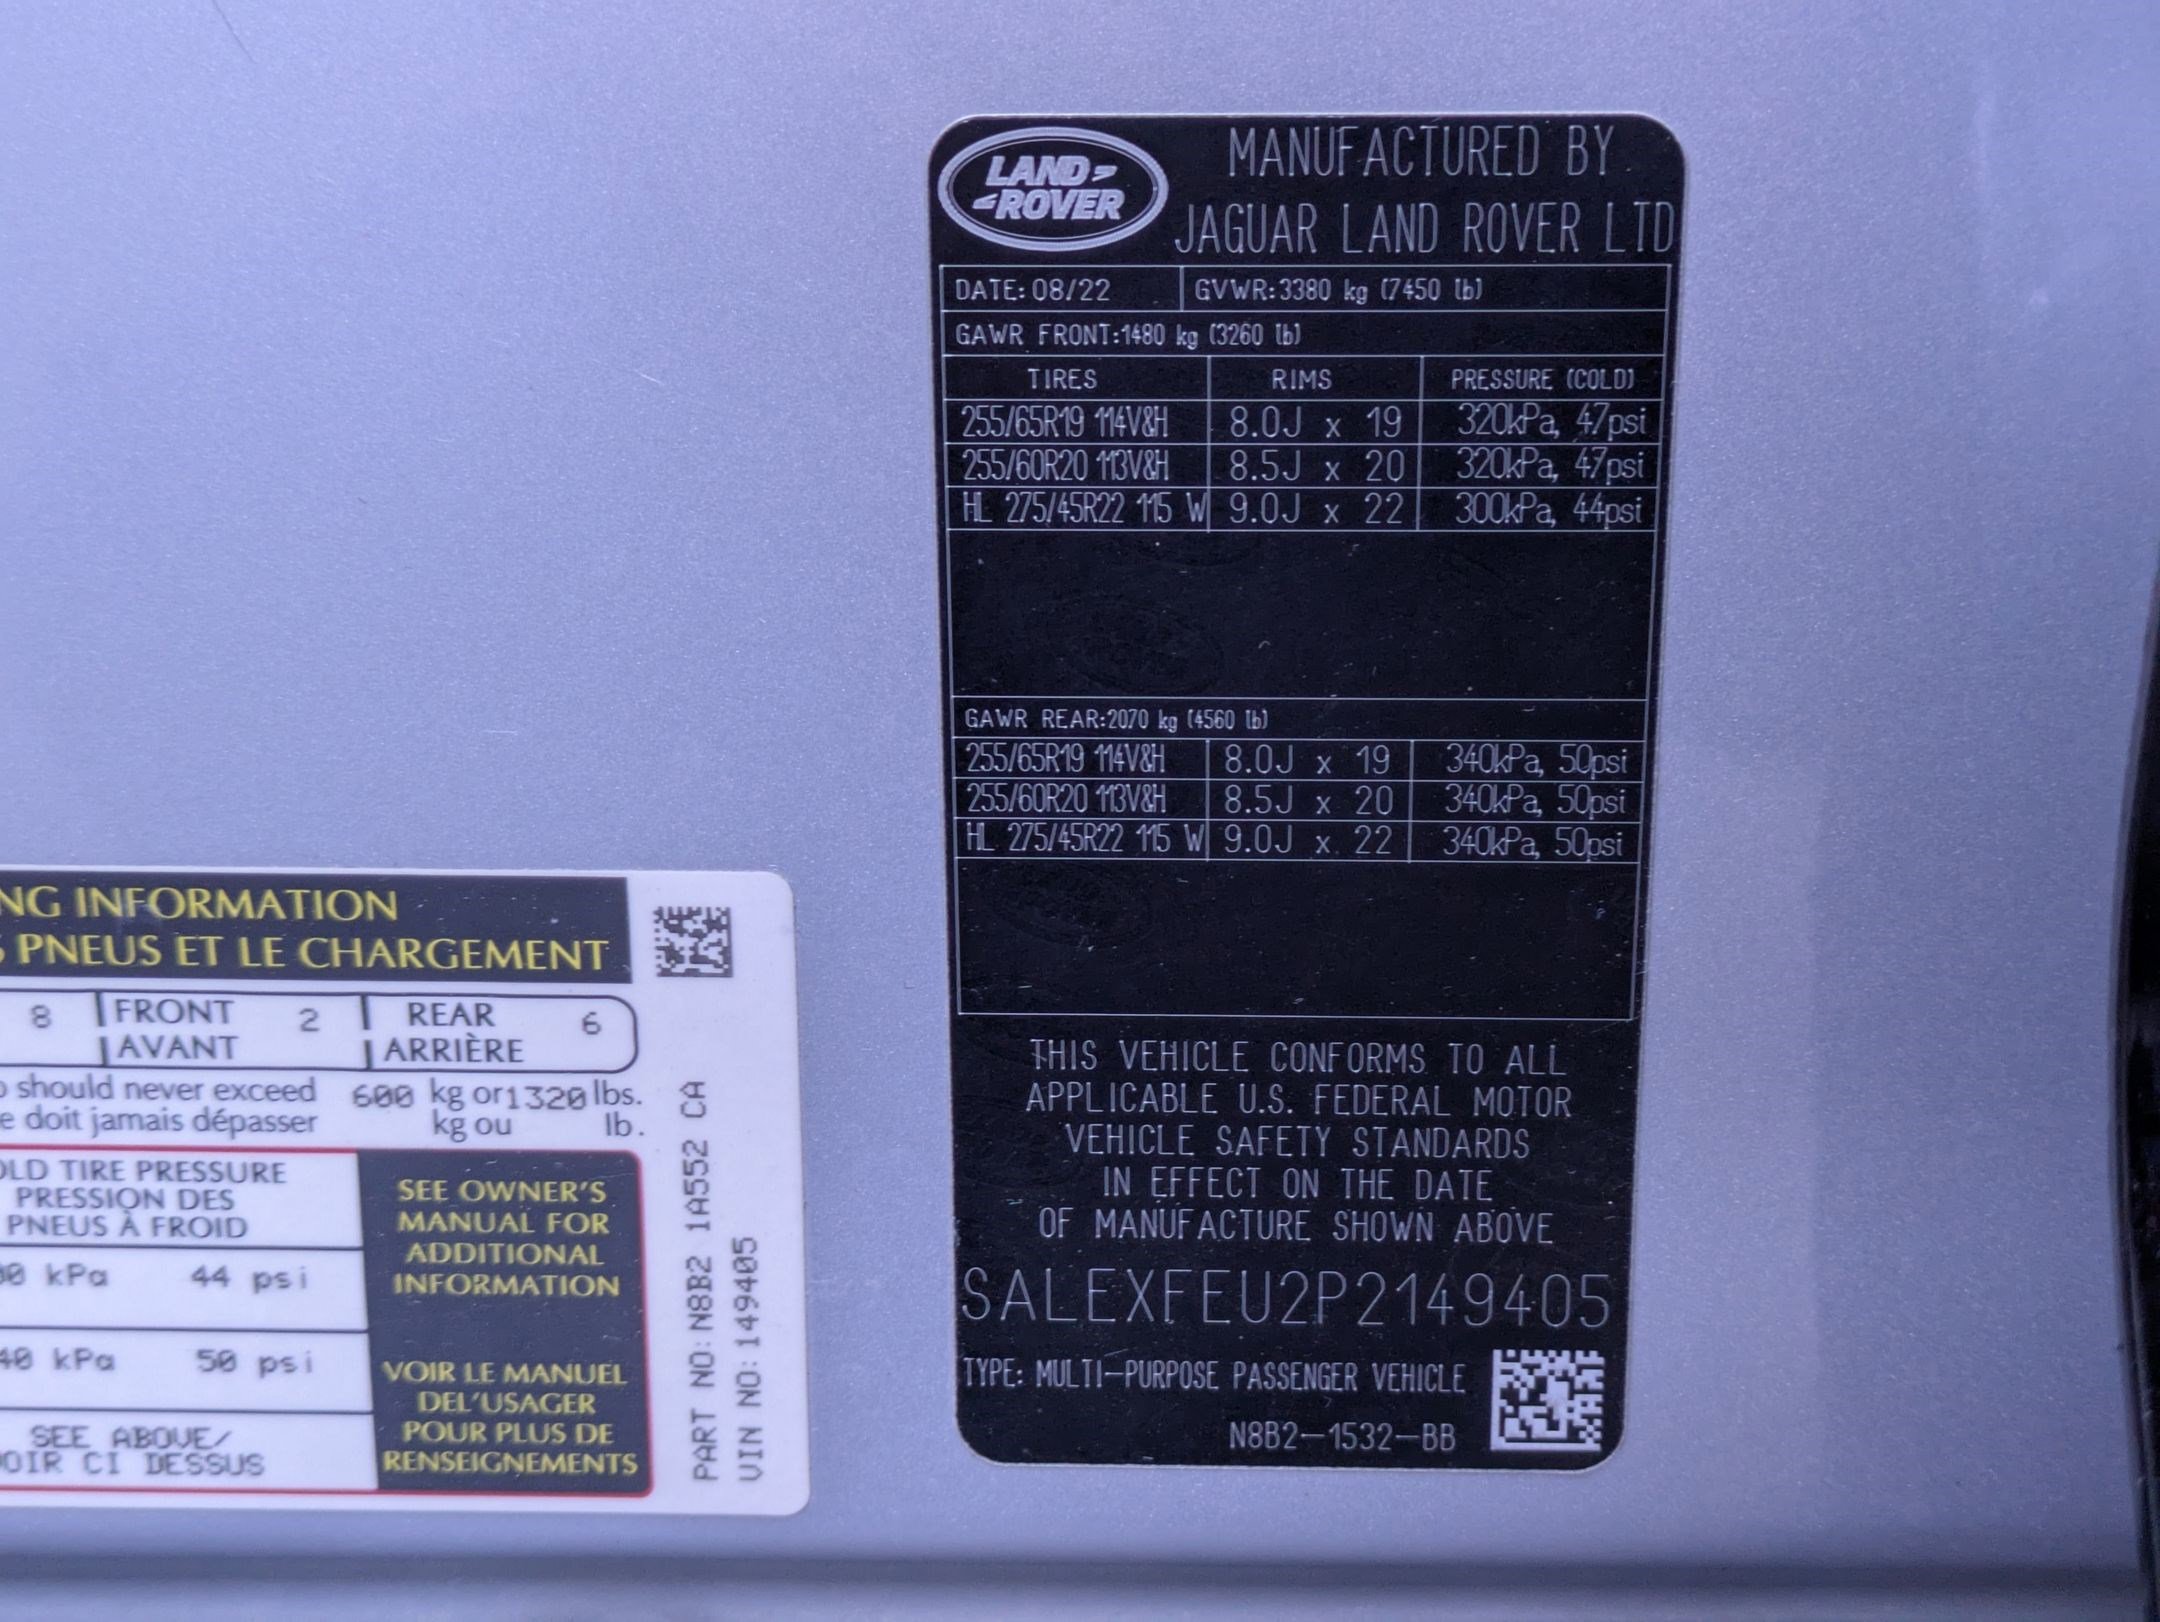 LAND
ROVER
MANUFACTURED BY
JAGUAR LAND ROVER LTD
DATE: 08/22 GVWR:3380 kg (7450 lb)
GAWR FRONT:1480 kg (3260 lb)
TIRES RIMS PRESSURE (COLD)
255/65R19 114V&H 8.0J x 19 320kPa, 47psi
255/60R20 113V&H 8.5J x 20 320kPa, 47psi
HL 275/45R22 115 W 9.0J x 22 300kPa, 44psi
GAWR REAR:2070 kg (4560 lb)
255/65R19 114V&H 8.0J x 19 340kPa, 50psi
255/60R20 113V&H 8.5J x 20 340kPa, 50psi
HL 275/45R22 115 W 9.0J x 22 340kPa, 50psi
THIS VEHICLE CONFORMS TO ALL
APPLICABLE U.S. FEDERAL MOTOR
VEHICLE SAFETY STANDARDS
IN EFFECT ON THE DATE
OF MANUFACTURE SHOWN ABOVE
SALEXFEU2P2149405
TYPE: MULTI-PURPOSE PASSENGER VEHICLE
N8B2-1532-BB
NG INFORMATION
S PNEUS ET LE CHARGEMENT
8 FRONT 2 REAR 6
AVANT ARRIÈRE
should never exceed 600 kg or 1320 lbs.
e doit jamais dépasser kg ou lb.
OLD TIRE PRESSURE
PRESSION DES
PNEUS À FROID
00 kPa 44 psi
40 kPa 50 psi
SEE ABOVE/
OIR CI DESSUS
SEE OWNER'S
MANUAL FOR
ADDITIONAL
INFORMATION
VOIR LE MANUEL
DEL'USAGER
POUR PLUS DE
RENSEIGNEMENTS
PART NO: N8B2 1A552 CA
VIN NO: 149405